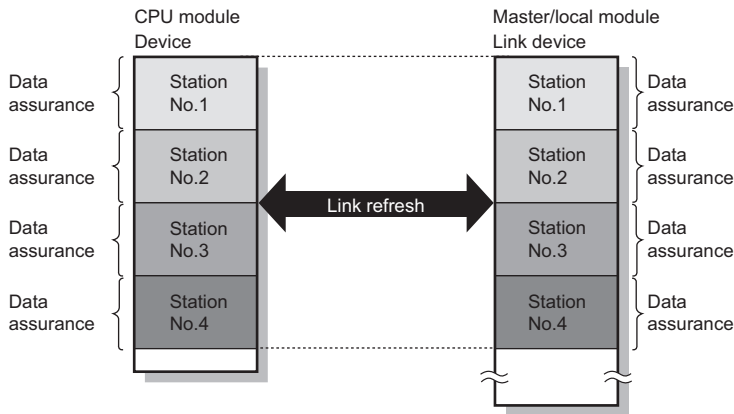 CPU module
Device
Master/local module
Link device
Data
assurance
Station
No.1
Station
No.1
Data
assurance
Data
assurance
Station
No.2
Station
No.2
Data
assurance
Link refresh
Data
assurance
Station
No.3
Station
No.3
Data
assurance
Data
assurance
Station
No.4
Station
No.4
Data
assurance